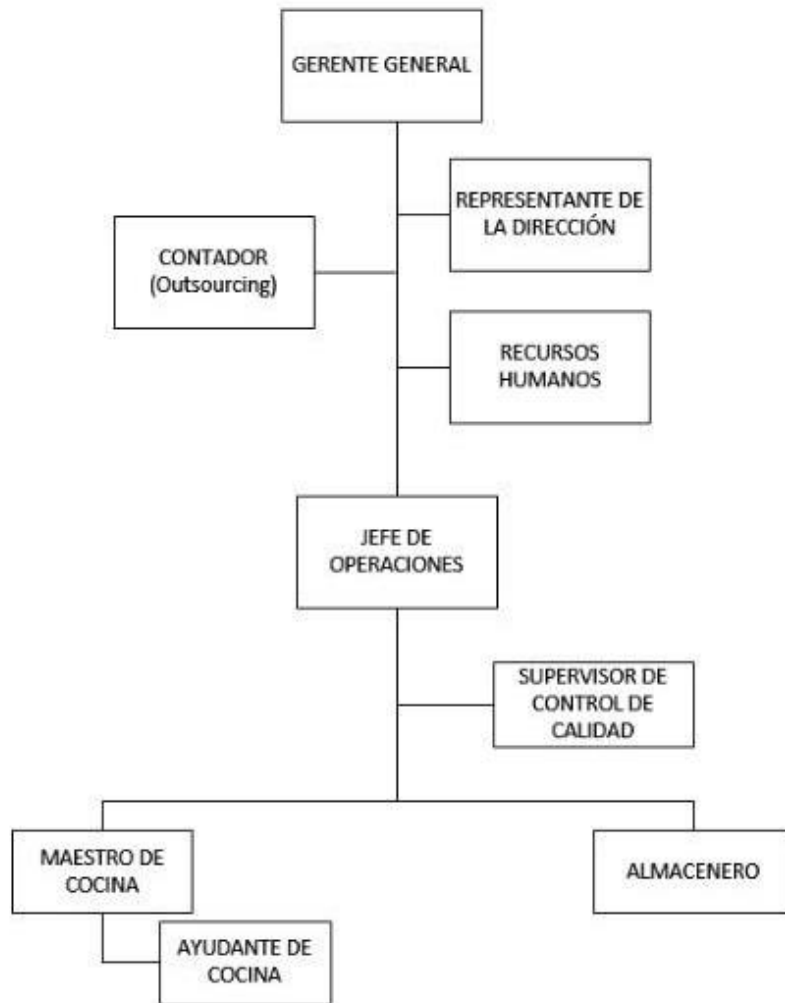 GERENTE GENERAL
REPRESENTANTE DE
LA DIRECCIÓN
CONTADOR
(Outsourcing)
RECURSOS
HUMANOS
JEFE DE
OPERACIONES
SUPERVISOR DE
CONTROL DE
CALIDAD
MAESTRO DE
COCINA
ALMACENERO
AYUDANTE DE
COCINA